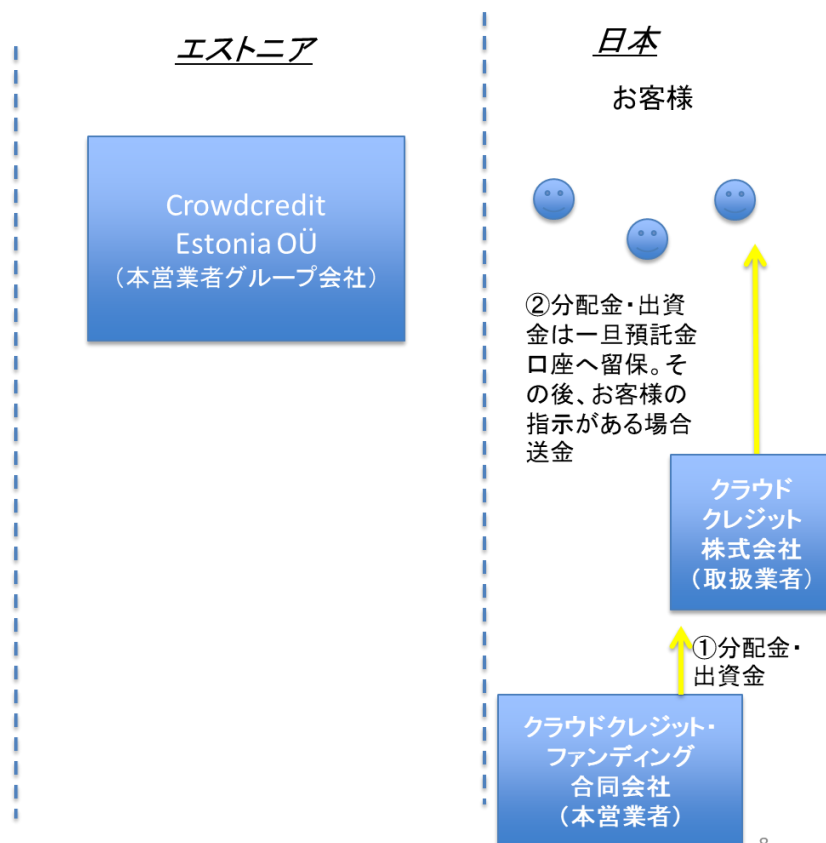 エストニア
日本
お客様
Crowdcredit
Estonia OÜ
（本営業者グループ会社）
②分配金・出資
金は一旦預託金
口座へ留保。そ
の後、お客様の
指示がある場合
送金
クラウド
クレジット
株式会社
（取扱業者）
①分配金・
出資金
クラウドクレジット・
ファンディング
合同会社
（本営業者）